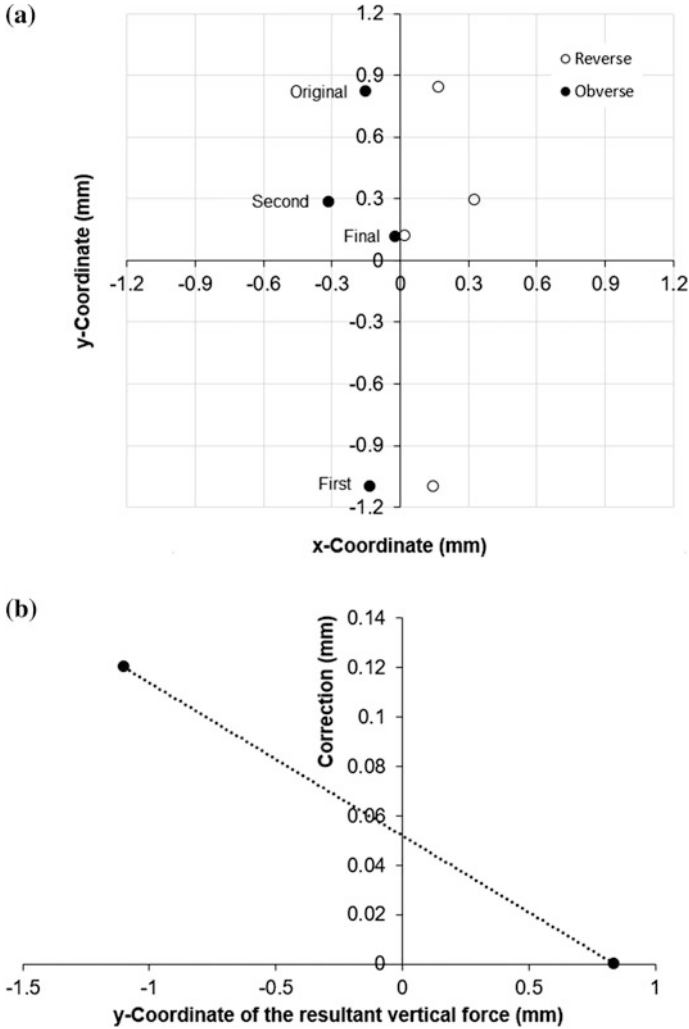 (a)
1.2
0.9
0.6
0.3
0
-0.3
-0.6
-0.9
-1.2
-1.2 -0.9 -0.6 -0.3 0 0.3 0.6 0.9 1.2
Reverse
Obverse
Original
Second
Final
First
y-Coordinate (mm)
x-Coordinate (mm)
(b)
0.14
0.12
0.1
0.08
0.06
0.04
0.02
0
Correction (mm)
-1.5 -1 -0.5 0 0.5 1
y-Coordinate of the resultant vertical force (mm)